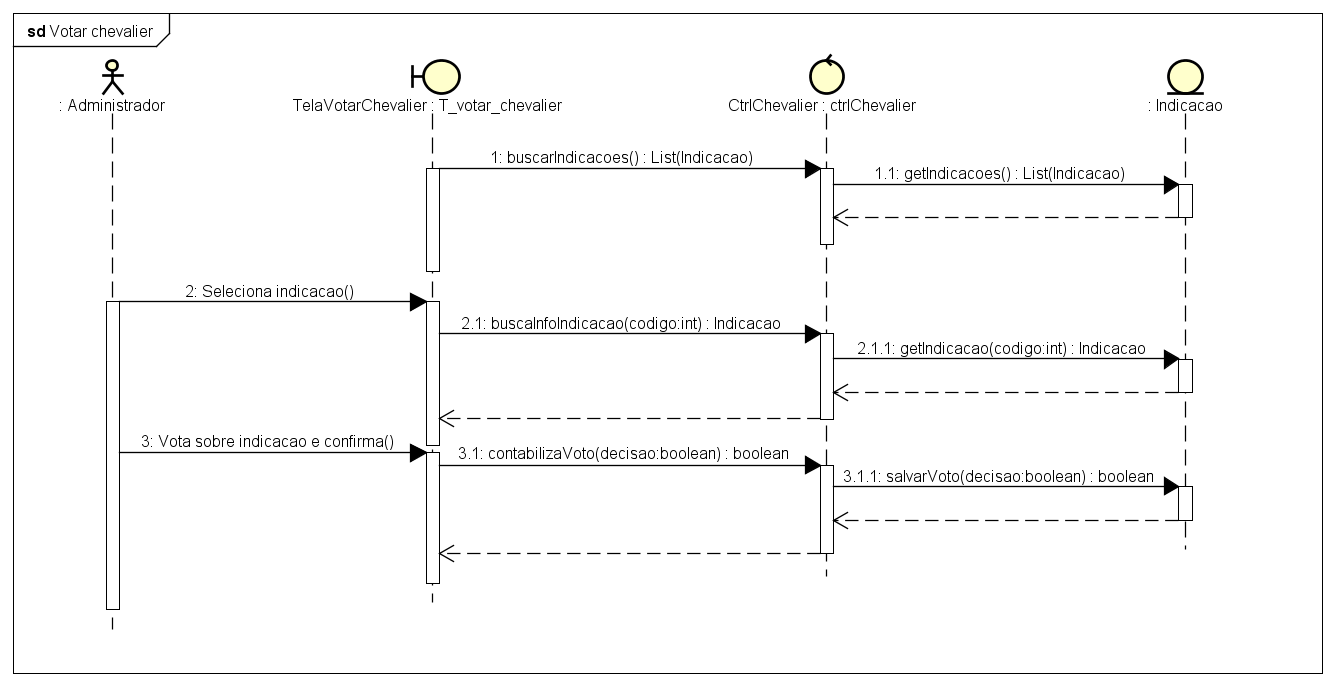 sd Votar chevalier
: Administrador
TelaVotarChevalier : T_votar_chevalier
CtrlChevalier : ctrlChevalier
: Indicacao
1: buscarIndicacoes() : List(Indicacao)
1.1: getIndicacoes() : List(Indicacao)
2: Seleciona indicacao()
2.1: buscaInfoIndicacao(codigo:int) : Indicacao
2.1.1: getIndicacao(codigo:int) : Indicacao
3: Vota sobre indicacao e confirma()
3.1: contabilizaVoto(decisao:boolean) : boolean
3.1.1: salvarVoto(decisao:boolean) : boolean